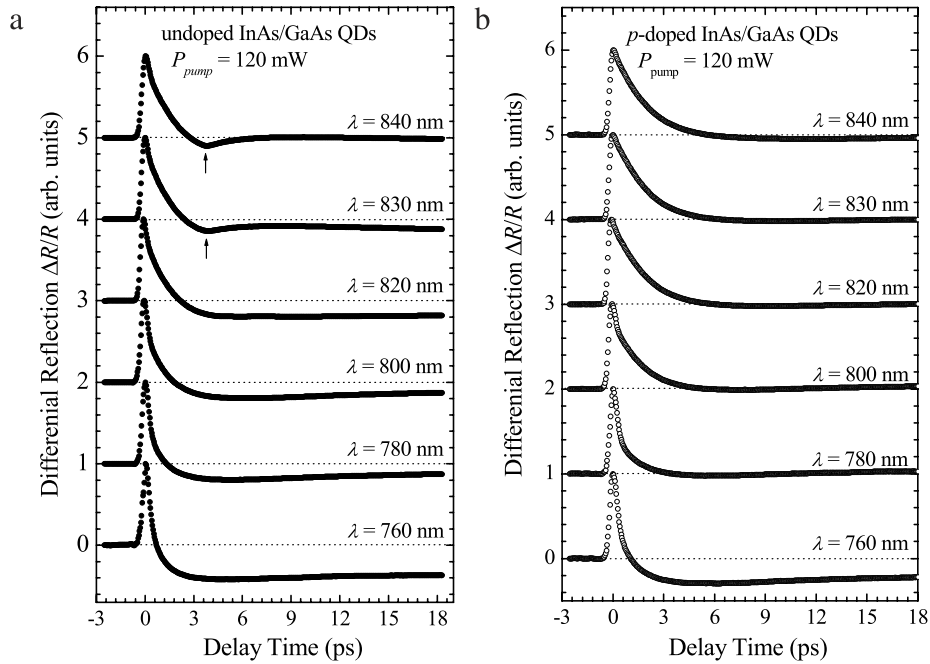 a
undoped InAs/GaAs QDs
P_pump = 120 mW
6
5
4
3
2
1
0
λ = 840 nm
λ = 830 nm
λ = 820 nm
λ = 800 nm
λ = 780 nm
λ = 760 nm
Differenial Reflection ΔR/R (arb. units)
-3 0 3 6 9 12 15 18
Delay Time (ps)
b
p-doped InAs/GaAs QDs
P_pump = 120 mW
6
5
4
3
2
1
0
λ = 840 nm
λ = 830 nm
λ = 820 nm
λ = 800 nm
λ = 780 nm
λ = 760 nm
Differenial Reflection ΔR/R (arb. units)
-3 0 3 6 9 12 15 18
Delay Time (ps)